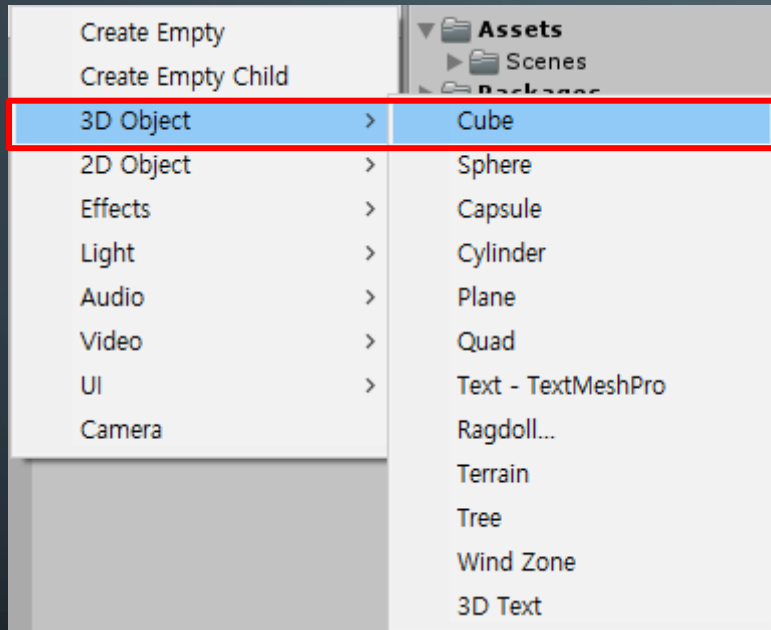 Create Empty
Create Empty Child
3D Object >
2D Object >
Effects >
Light >
Audio >
Video >
UI >
Camera
Assets
Scenes
Packages
Cube
Sphere
Capsule
Cylinder
Plane
Quad
Text - TextMeshPro
Ragdoll...
Terrain
Tree
Wind Zone
3D Text